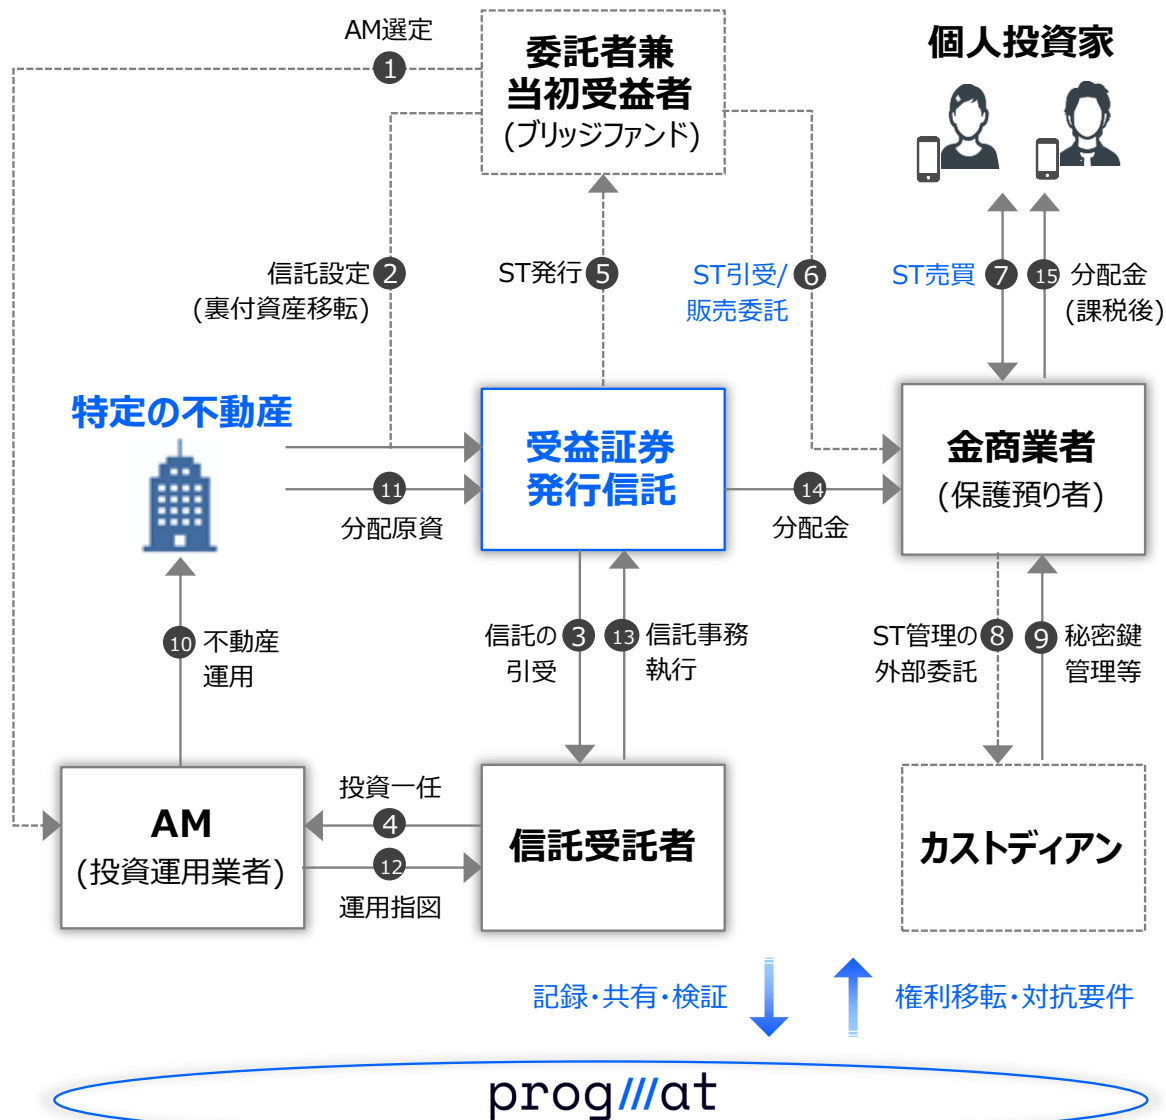 AM選定
1
委託者兼
当初受益者
(ブリッジファンド)
個人投資家
信託設定
2
(裏付資産移転)
ST発行
5
ST引受/
販売委託
6
ST売買
7
15
分配金
(課税後)
特定の不動産
受益証券
発行信託
金商業者
(保護預り者)
11
分配原資
14
分配金
10
不動産
運用
信託の
引受
3
13
信託事務
執行
ST管理の
外部委託
8
9
秘密鍵
管理等
AM
(投資運用業者)
投資一任
4
12
運用指図
信託受託者
カストディアン
記録・共有・検証
権利移転・対抗要件
prog///at